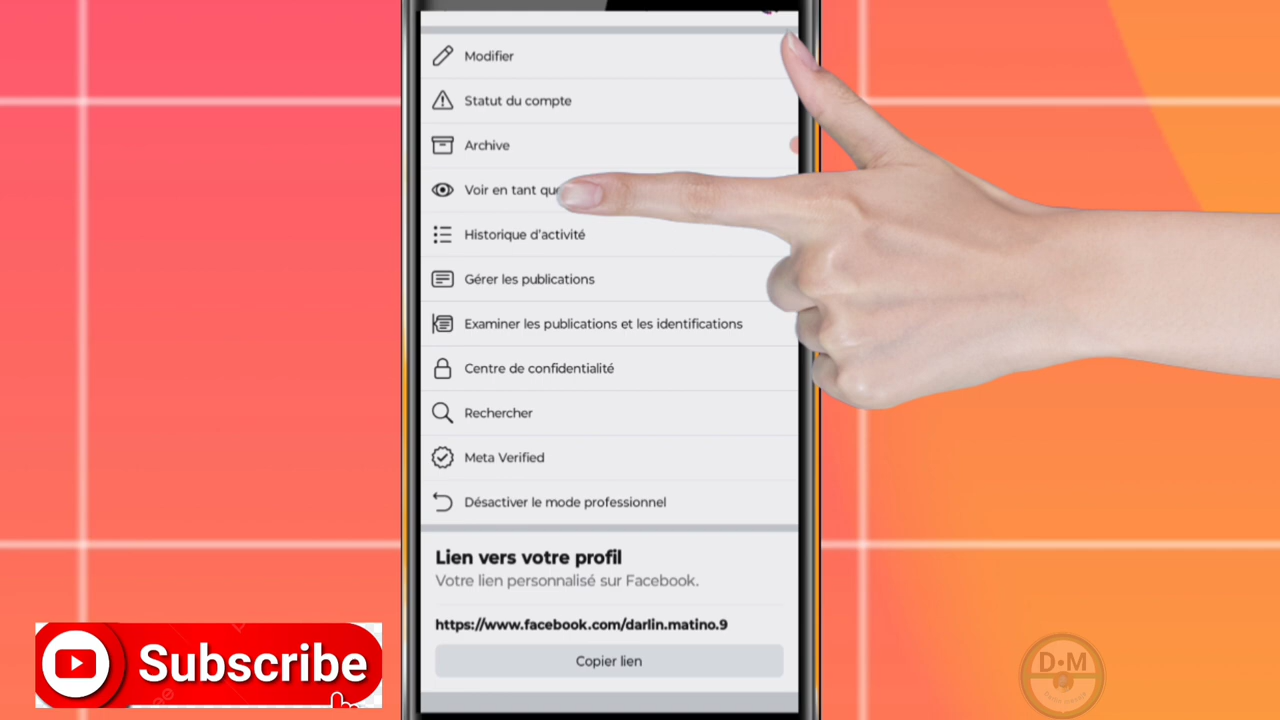 Modifier
Statut du compte
Archive
Voir en tant que
Historique d'activité
Gérer les publications
Examiner les publications et les identifications
Centre de confidentialité
Rechercher
Meta Verified
Désactiver le mode professionnel
Lien vers votre profil
Votre lien personnalisé sur Facebook.
https://www.facebook.com/darlin.matino.9
Copier lien
Subscribe
D•M